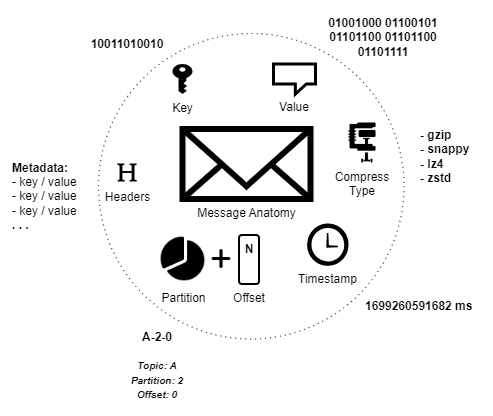 01001000 01100101
01101100 01101100
01101111
10011010010
Key
Value
- gzip
- snappy
- lz4
- zstd
Compress
Type
Metadata:
- key / value
- key / value
- key / value
. . .
H
Headers
Message Anatomy
N
Partition
Offset
Timestamp
1699260591682 ms
A-2-0
Topic: A
Partition: 2
Offset: 0